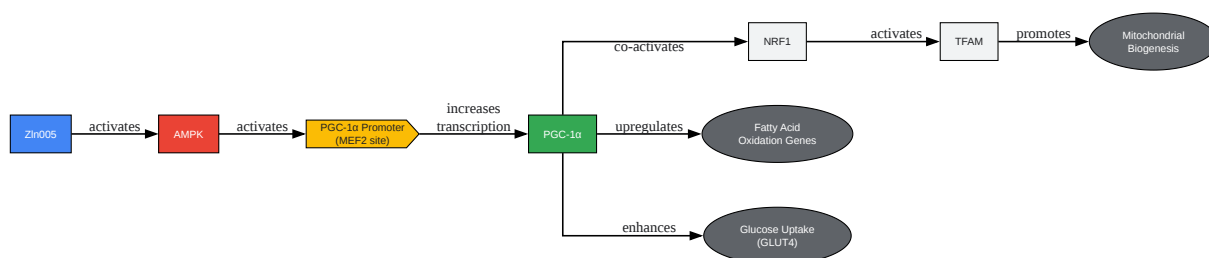 Zln005
activates
AMPK
activates
PGC-1α Promoter
(MEF2 site)
increases
transcription
PGC-1α
co-activates
NRF1
activates
TFAM
promotes
Mitochondrial
Biogenesis
upregulates
Fatty Acid
Oxidation Genes
enhances
Glucose Uptake
(GLUT4)